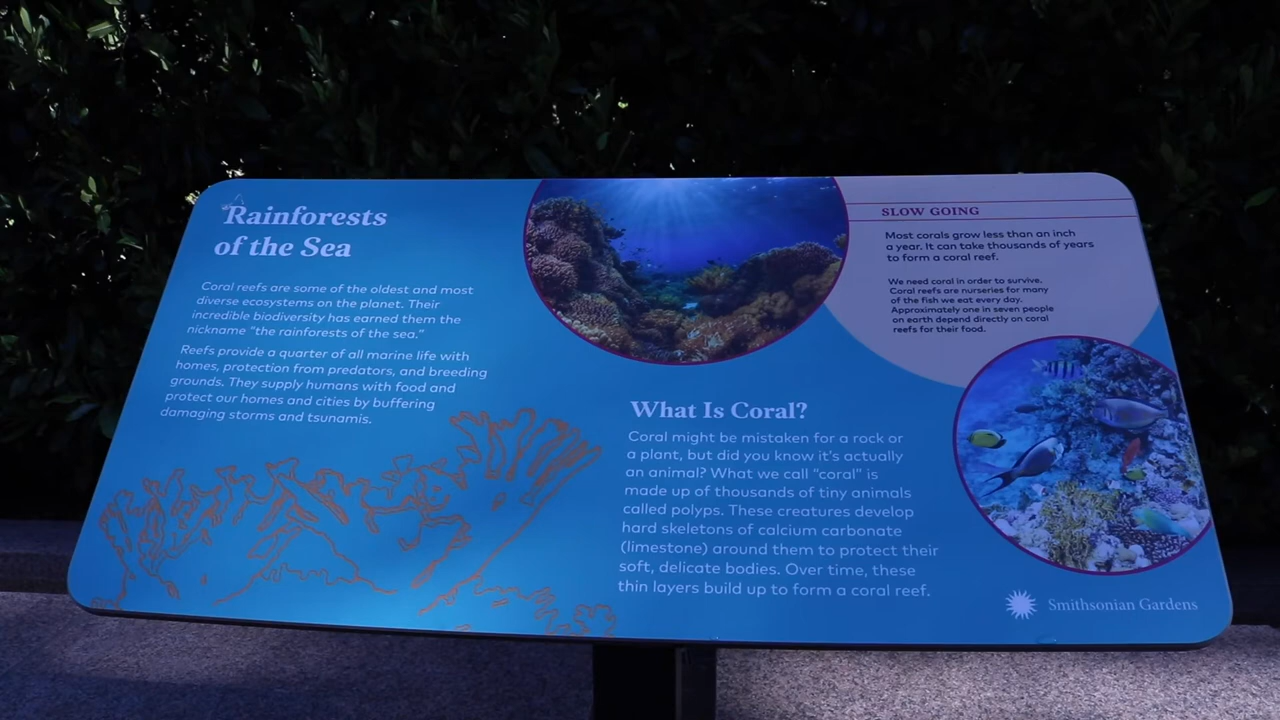 Rainforests
of the Sea
Coral reefs are some of the oldest and most
diverse ecosystems on the planet. Their
incredible biodiversity has earned them the
nickname “the rainforests of the sea.”
Reefs provide a quarter of all marine life with
homes, protection from predators, and breeding
grounds. They supply humans with food and
protect our homes and cities by buffering
damaging storms and tsunamis.
What Is Coral?
Coral might be mistaken for a rock or
a plant, but did you know it’s actually
an animal? What we call “coral” is
made up of thousands of tiny animals
called polyps. These creatures develop
hard skeletons of calcium carbonate
(limestone) around them to protect their
soft, delicate bodies. Over time, these
thin layers build up to form a coral reef.
SLOW GOING
Most corals grow less than an inch
a year. It can take thousands of years
to form a coral reef.
We need coral in order to survive.
Coral reefs are nurseries for many
of the fish we eat every day.
Approximately one in seven people
on earth depend directly on coral
reefs for their food.
Smithsonian Gardens